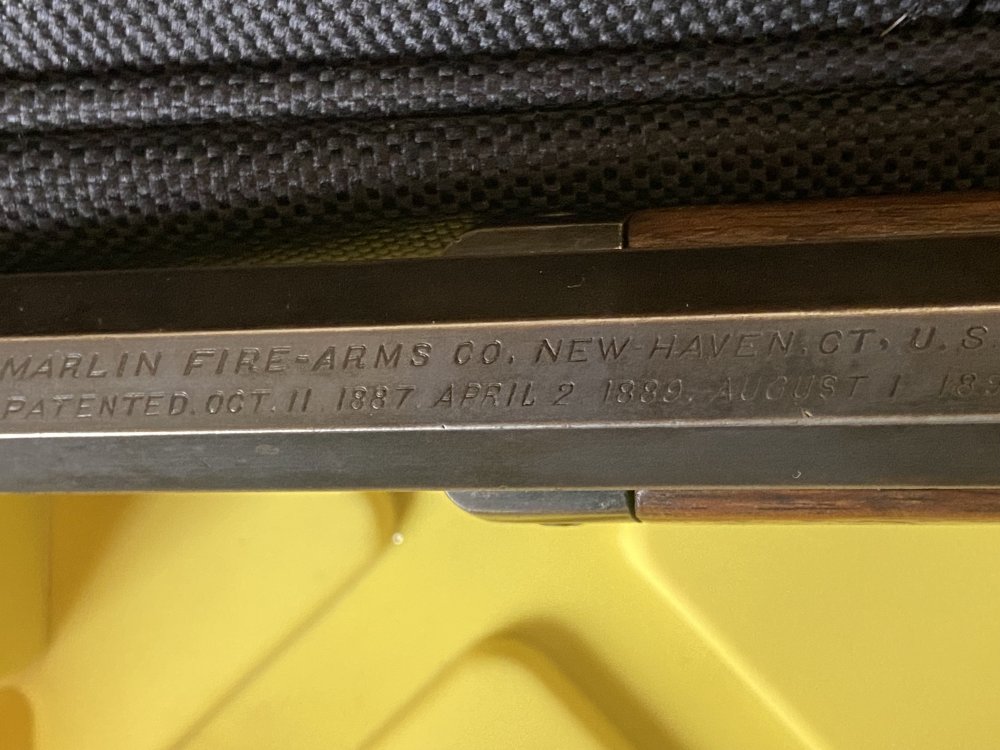 MARLIN FIRE-ARMS CO. NEW-HAVEN. CT. U.S.
PATENTED. OCT. 11. 1887. APRIL 2 1889. AUGUST 1